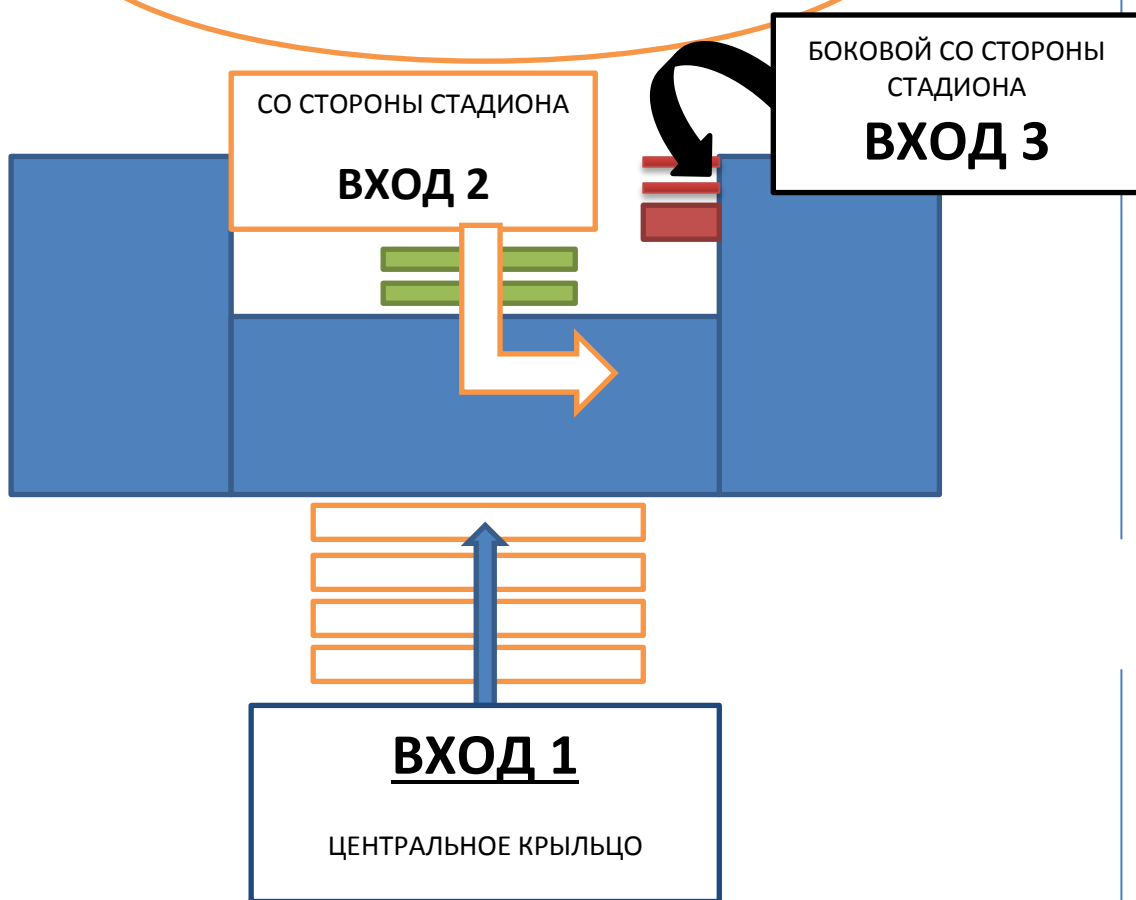 БОКОВОЙ СО СТОРОНЫ
СТАДИОНА
ВХОД 3
СО СТОРОНЫ СТАДИОНА
ВХОД 2
ВХОД 1
ЦЕНТРАЛЬНОЕ КРЫЛЬЦО